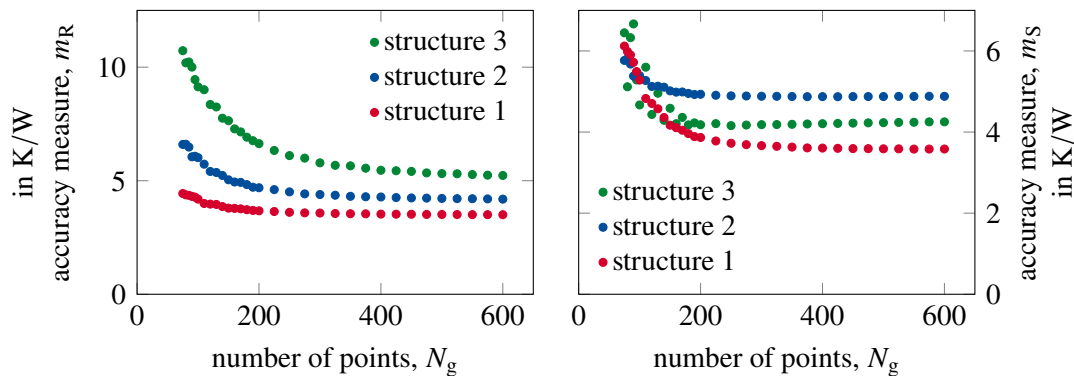 accuracy measure, m_R
in K/W
10
5
0
structure 3
structure 2
structure 1
0 200 400 600
number of points, N_g
structure 3
structure 2
structure 1
0 200 400 600
number of points, N_g
6
4
2
0
accuracy measure, m_S
in K/W